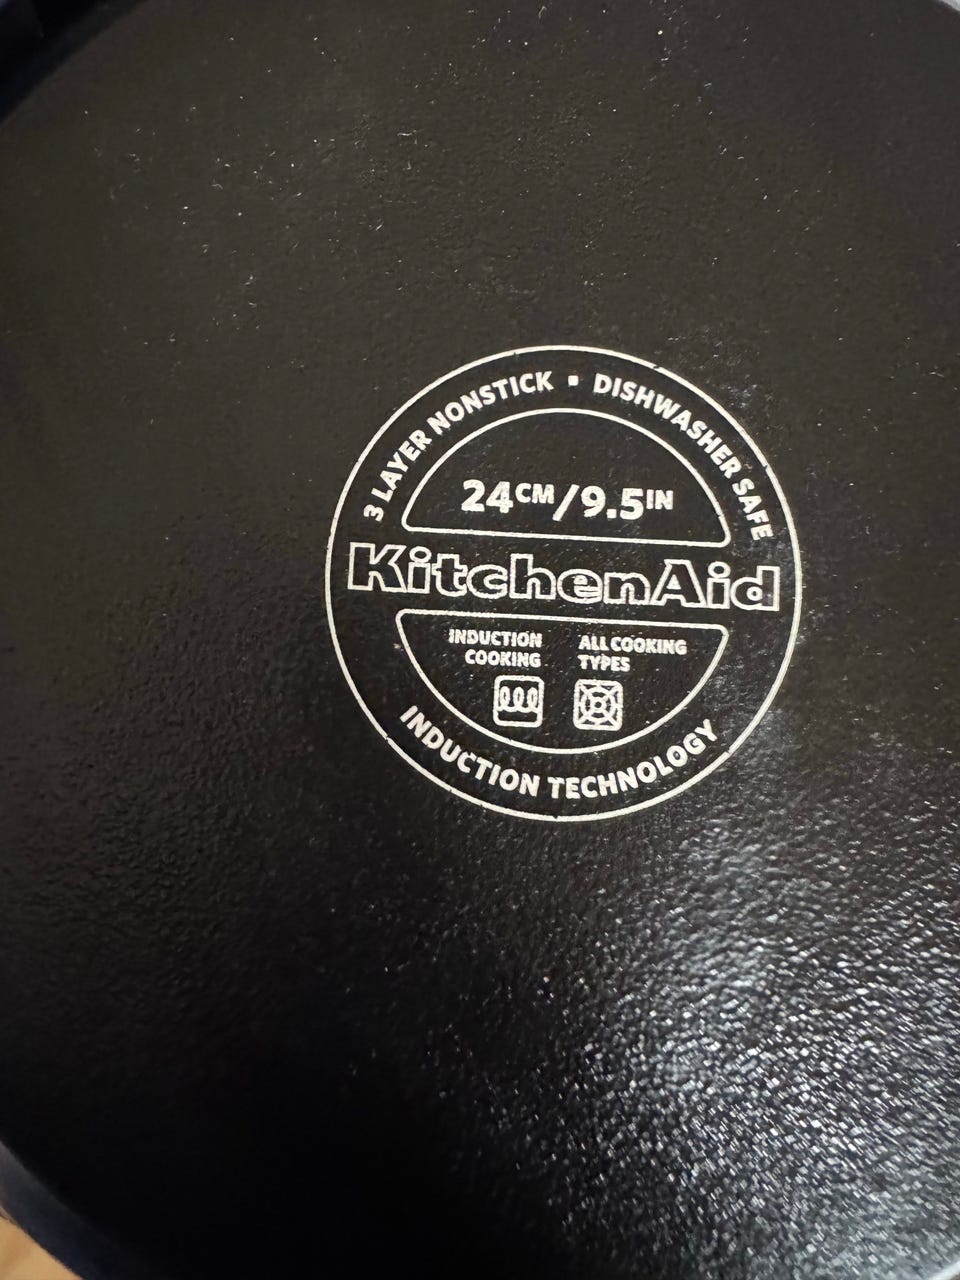 3 LAYER NONSTICK ▪ DISHWASHER SAFE
24CM/9.5IN
KitchenAid
INDUCTION COOKING
ALL COOKING TYPES
INDUCTION TECHNOLOGY